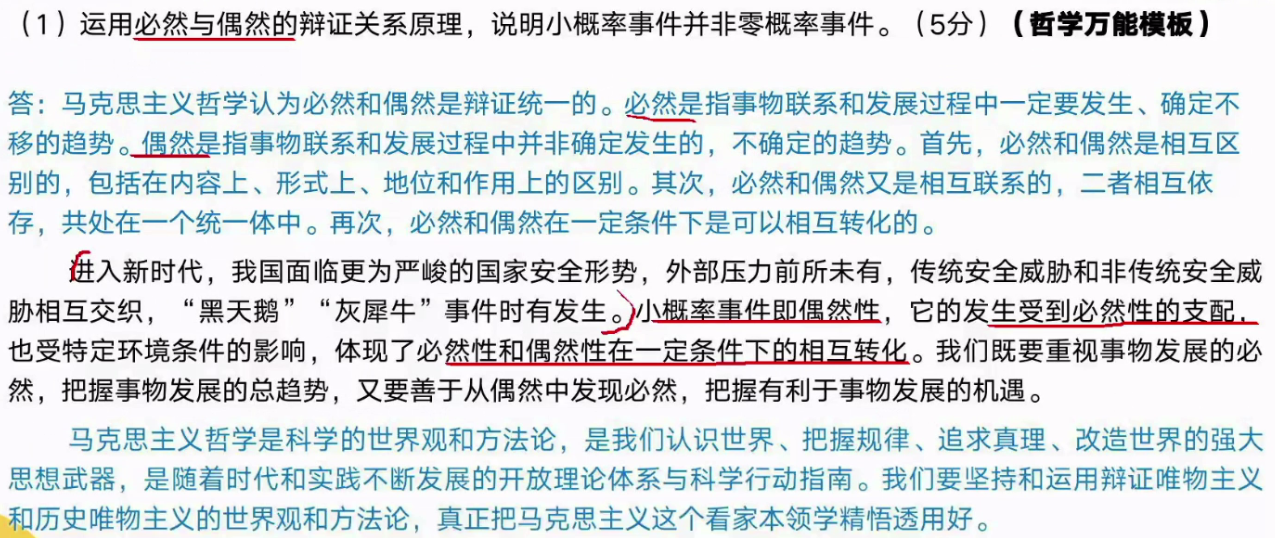 （1）运用必然与偶然的辩证关系原理，说明小概率事件并非零概率事件。（5分）（哲学万能模板）
答：马克思主义哲学认为必然和偶然是辩证统一的。必然是指事物联系和发展过程中一定要发生、确定不
移的趋势。偶然是指事物联系和发展过程中并非确定发生的，不确定的趋势。首先，必然和偶然是相互区
别的，包括在内容上、形式上、地位和作用上的区别。其次，必然和偶然又是相互联系的，二者相互依
存，共处在一个统一体中。再次，必然和偶然在一定条件下是可以相互转化的。
进入新时代，我国面临更为严峻的国家安全形势，外部压力前所未有，传统安全威胁和非传统安全威
胁相互交织，“黑天鹅”“灰犀牛”事件时有发生。小概率事件即偶然性，它的发生受到必然性的支配，
也受特定环境条件的影响，体现了必然性和偶然性在一定条件下的相互转化。我们既要重视事物发展的必
然，把握事物发展的总趋势，又要善于从偶然中发现必然，把握有利于事物发展的机遇。
马克思主义哲学是科学的世界观和方法论，是我们认识世界、把握规律、追求真理、改造世界的强大
思想武器，是随着时代和实践不断发展的开放理论体系与科学行动指南。我们要坚持和运用辩证唯物主义
和历史唯物主义的世界观和方法论，真正把马克思主义这个看家本领学精悟透用好。